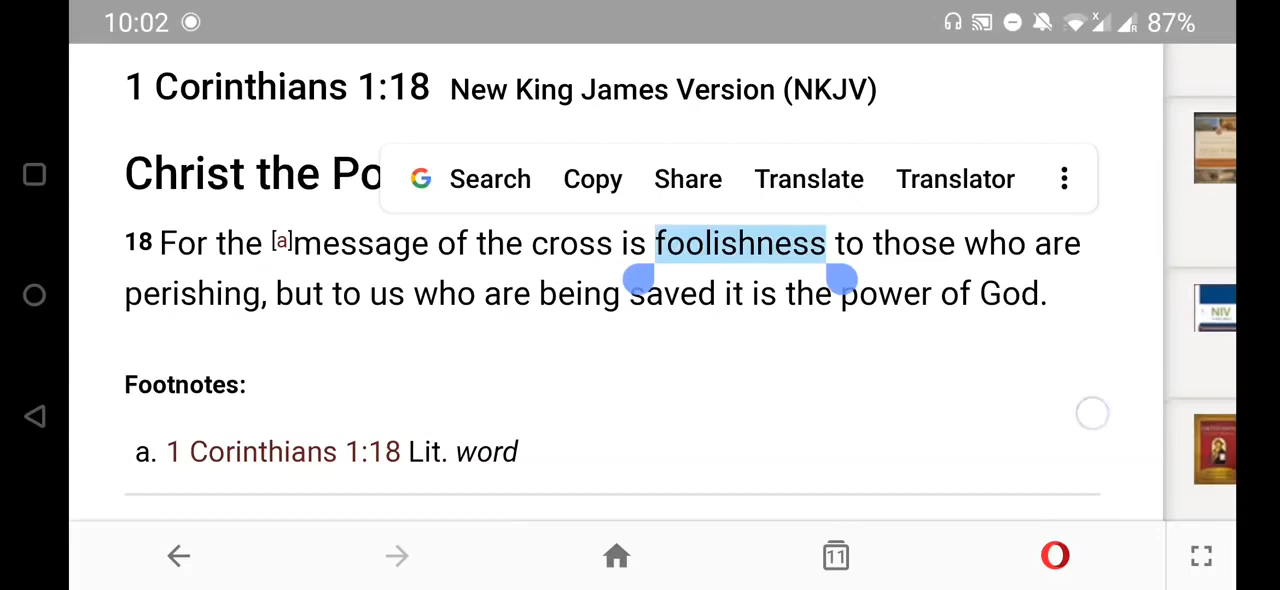 10:02 87%
1 Corinthians 1:18 New King James Version (NKJV)
Christ the Po
Search Copy Share Translate Translator
18 For the [a]message of the cross is foolishness to those who are
perishing, but to us who are being saved it is the power of God.
NIV
Footnotes:
a. 1 Corinthians 1:18 Lit. word
11